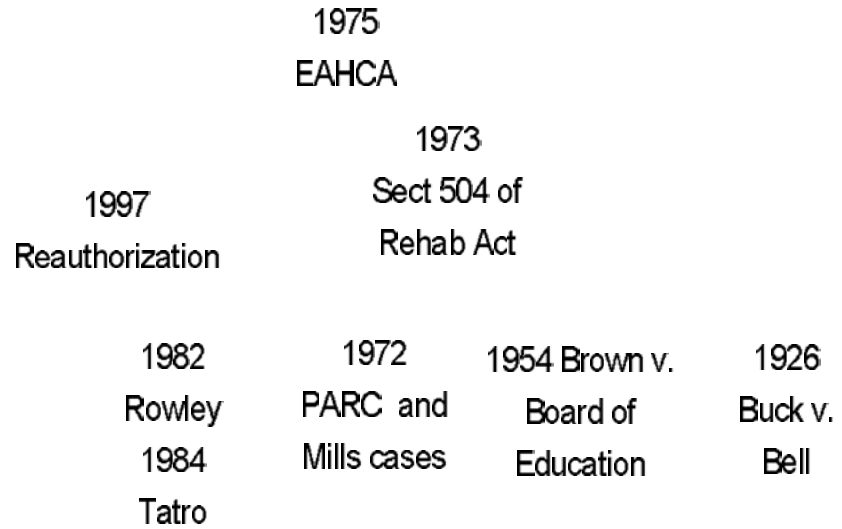 1975
EAHCA
1973
Sect 504 of
Rehab Act
1997
Reauthorization
1982
Rowley
1984
Tatro
1972
PARC and
Mills cases
1954 Brown v.
Board of
Education
1926
Buck v.
Bell